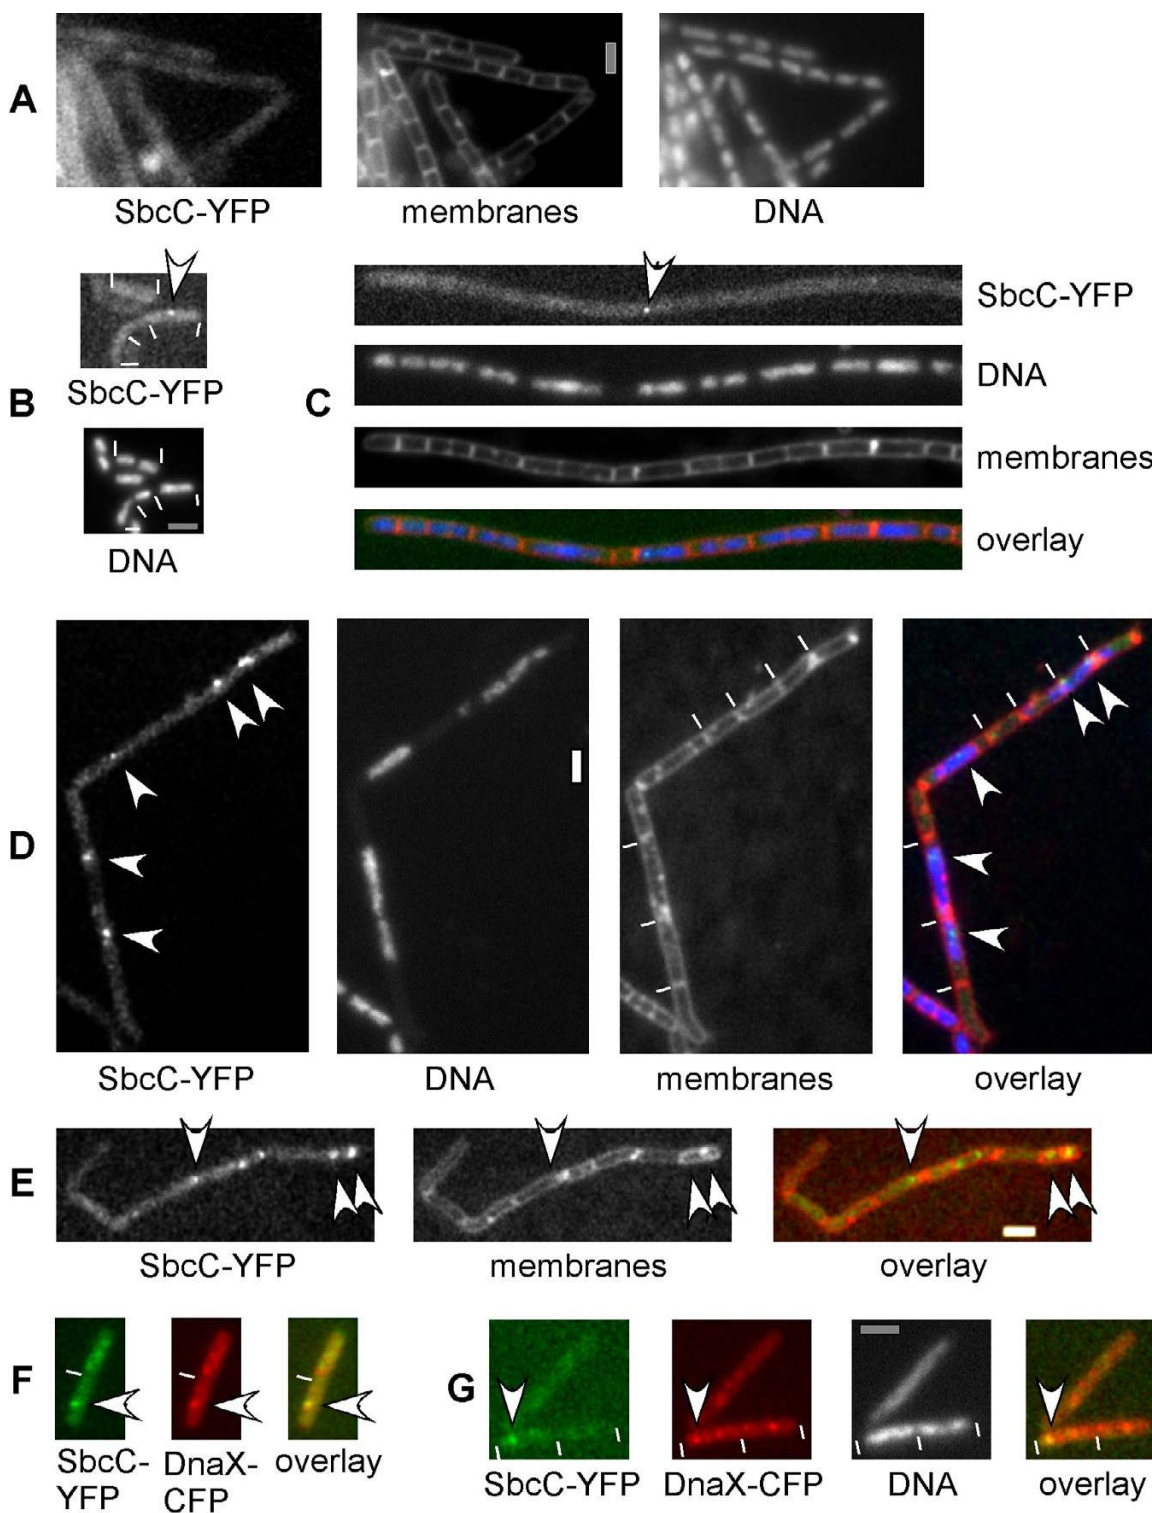 A
SbcC-YFP
membranes
DNA
B
SbcC-YFP
DNA
C
SbcC-YFP
DNA
membranes
overlay
D
SbcC-YFP
DNA
membranes
overlay
E
SbcC-YFP
membranes
overlay
F
SbcC-
YFP
DnaX-
CFP
overlay
G
SbcC-YFP
DnaX-CFP
DNA
overlay